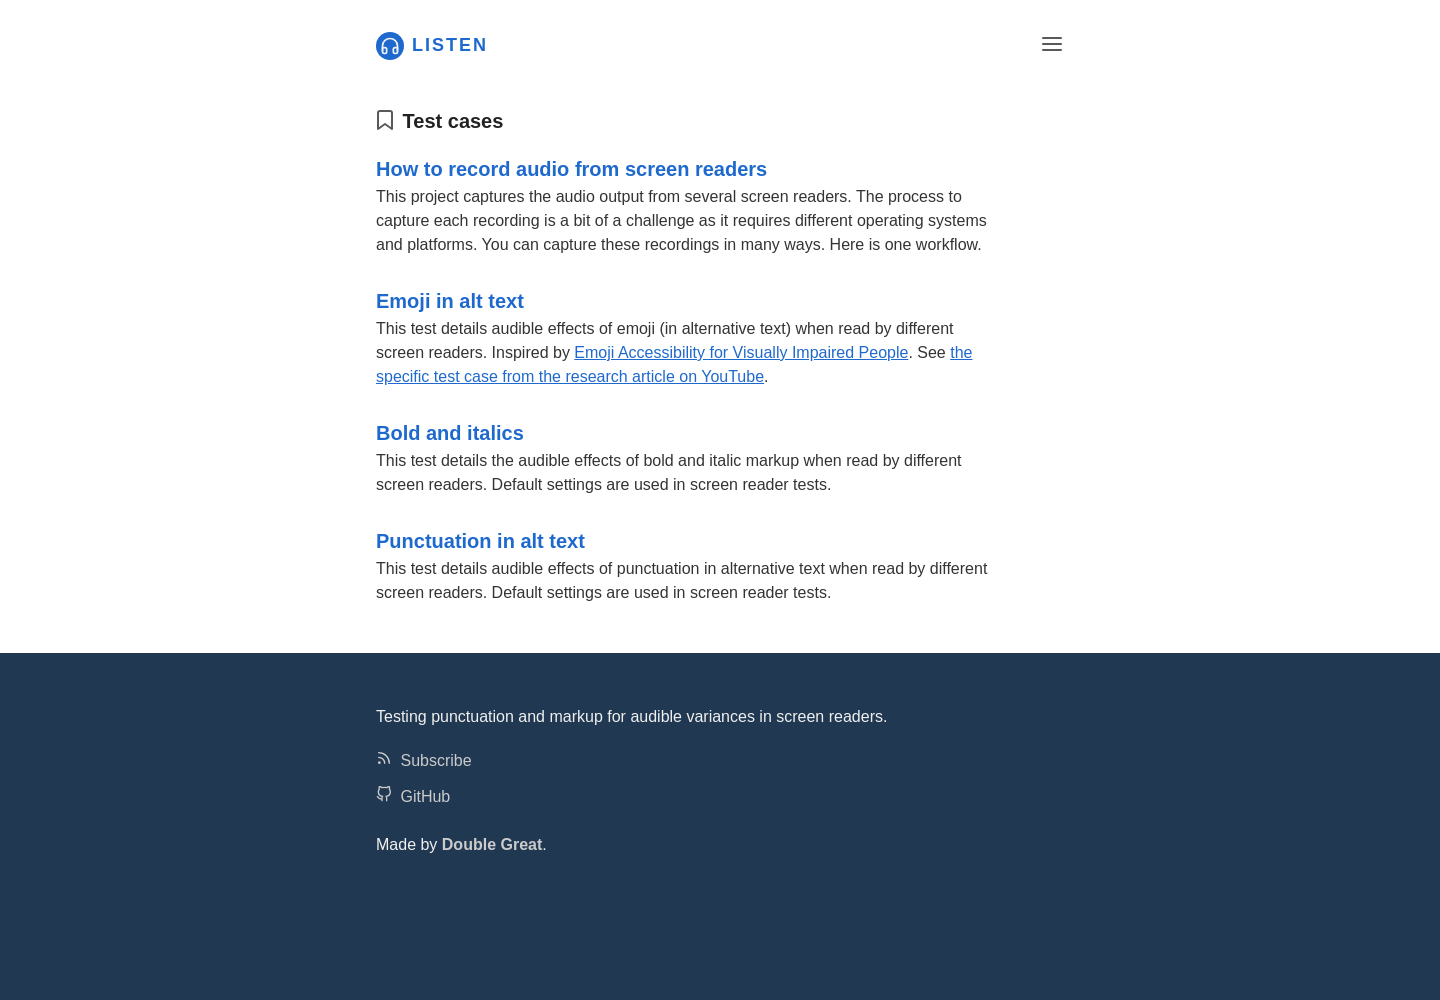 LISTEN
Test cases
How to record audio from screen readers
This project captures the audio output from several screen readers. The process to
capture each recording is a bit of a challenge as it requires different operating systems
and platforms. You can capture these recordings in many ways. Here is one workflow.
Emoji in alt text
This test details audible effects of emoji (in alternative text) when read by different
screen readers. Inspired by Emoji Accessibility for Visually Impaired People. See the
specific test case from the research article on YouTube.
Bold and italics
This test details the audible effects of bold and italic markup when read by different
screen readers. Default settings are used in screen reader tests.
Punctuation in alt text
This test details audible effects of punctuation in alternative text when read by different
screen readers. Default settings are used in screen reader tests.
Testing punctuation and markup for audible variances in screen readers.
Subscribe
GitHub
Made by Double Great.